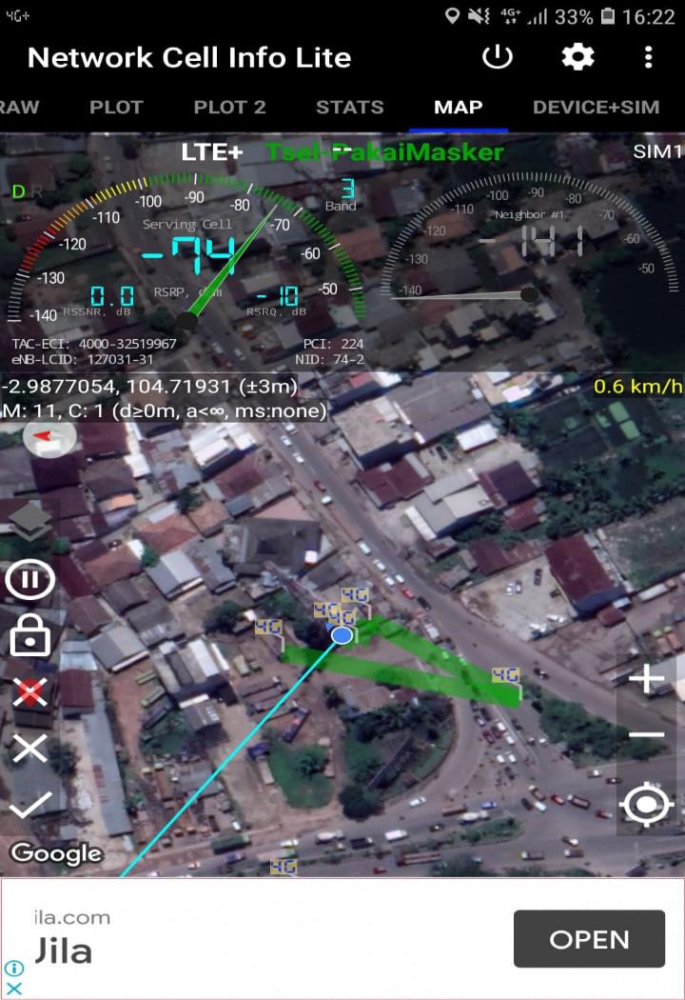 4G+ 4G+ 33% 16:22
Network Cell Info Lite
RAW PLOT PLOT 2 STATS MAP DEVICE+SIM
LTE+ Tsel-PakaiMasker SIM1
--
D R
-140 -130 -120 -110 -100 -90 -80 -70 -60 -50
Serving Cell
-74
RSRP, dBm
3
Band
0.0
RSSNR, dB
-10
RSRQ, dB
-140 -130 -120 -110 -100 -90 -80 -70 -60 -50
Neighbor #1
-141
TAC-ECI: 4000-32519967 PCI: 224
eNB-LCID: 127031-31 NID: 74-2
-2.9877054, 104.71931 (±3m) 0.6 km/h
M: 11, C: 1 (d≥0m, a<∞, ms:none)
4G
4G
4G
4G
4G
Google
4G
ila.com
Jila
OPEN